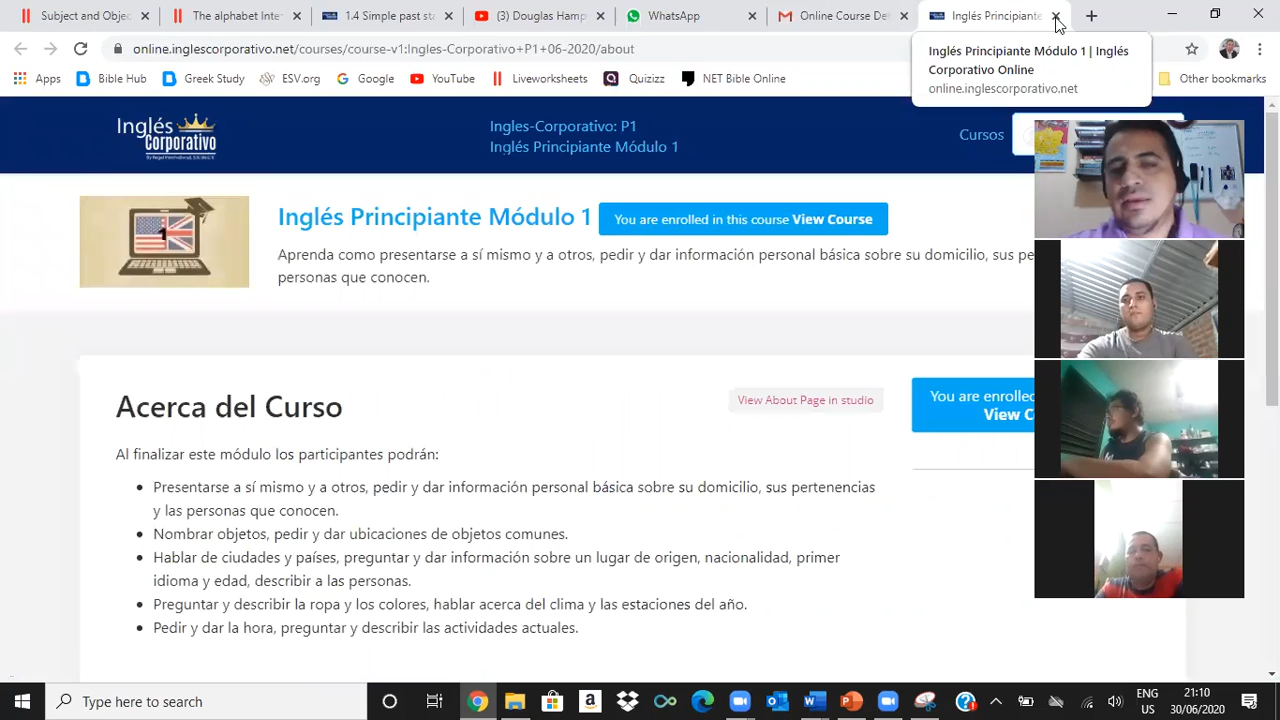 Subject and Obje
The alphabet Inte
1.4 Simple past sta
(3) Douglas Hamp
WhatsApp
Online Course De
Inglés Principiante
online.inglescorporativo.net/courses/course-v1:Ingles-Corporativo+P1+06-2020/about
Inglés Principiante Módulo 1 | Inglés
Corporativo Online
online.inglescorporativo.net
Apps
Bible Hub
Greek Study
ESV.org
Google
YouTube
Liveworksheets
Quizizz
NET Bible Online
Other bookmarks
Inglés
Corporativo
Ingles-Corporativo: P1
Inglés Principiante Módulo 1
Cursos
Inglés Principiante Módulo 1
You are enrolled in this course View Course
Aprenda como presentarse a sí mismo y a otros, pedir y dar información personal básica sobre su domicilio, sus pe
personas que conocen.
Acerca del Curso
View About Page in studio
You are enrolled
View C
Al finalizar este módulo los participantes podrán:
Presentarse a sí mismo y a otros, pedir y dar información personal básica sobre su domicilio, sus pertenencias
y las personas que conocen.
Nombrar objetos, pedir y dar ubicaciones de objetos comunes.
Hablar de ciudades y países, preguntar y dar información sobre un lugar de origen, nacionalidad, primer
idioma y edad, describir a las personas.
Preguntar y describir la ropa y los colores, hablar acerca del clima y las estaciones del año.
Pedir y dar la hora, preguntar y describir las actividades actuales.
Type here to search
ENG
US
21:10
30/06/2020